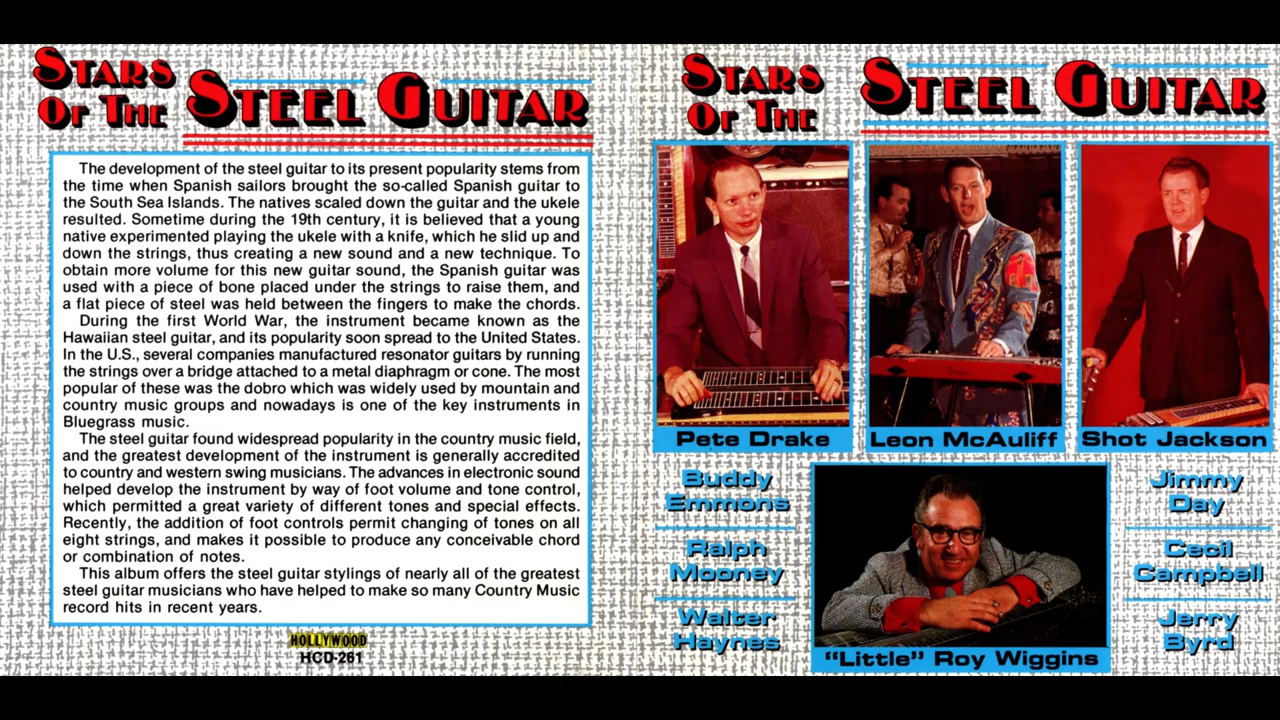 STARS
OF THE
STEEL GUITAR
The development of the steel guitar to its present popularity stems from
the time when Spanish sailors brought the so-called Spanish guitar to
the South Sea Islands. The natives scaled down the guitar and the ukele
resulted. Sometime during the 19th century, it is believed that a young
native experimented playing the ukele with a knife, which he slid up and
down the strings, thus creating a new sound and a new technique. To
obtain more volume for this new guitar sound, the Spanish guitar was
used with a piece of bone placed under the strings to raise them, and
a flat piece of steel was held between the fingers to make the chords.
During the first World War, the instrument became known as the
Hawaiian steel guitar, and its popularity soon spread to the United States.
In the U.S., several companies manufactured resonator guitars by running
the strings over a bridge attached to a metal diaphragm or cone. The most
popular of these was the dobro which was widely used by mountain and
country music groups and nowadays is one of the key instruments in
Bluegrass music.
The steel guitar found widespread popularity in the country music field,
and the greatest development of the instrument is generally accredited
to country and western swing musicians. The advances in electronic sound
helped develop the instrument by way of foot volume and tone control,
which permitted a great variety of different tones and special effects.
Recently, the addition of foot controls permit changing of tones on all
eight strings, and makes it possible to produce any conceivable chord
or combination of notes.
This album offers the steel guitar stylings of nearly all of the greatest
steel guitar musicians who have helped to make so many Country Music
record hits in recent years.
HOLLYWOOD
HCD-261
STARS
OF THE
STEEL GUITAR
Pete Drake
Leon McAuliff
Shot Jackson
Buddy
Emmons
Ralph
Mooney
Walter
Haynes
"Little" Roy Wiggins
Jimmy
Day
Cecil
Campbell
Jerry
Byrd